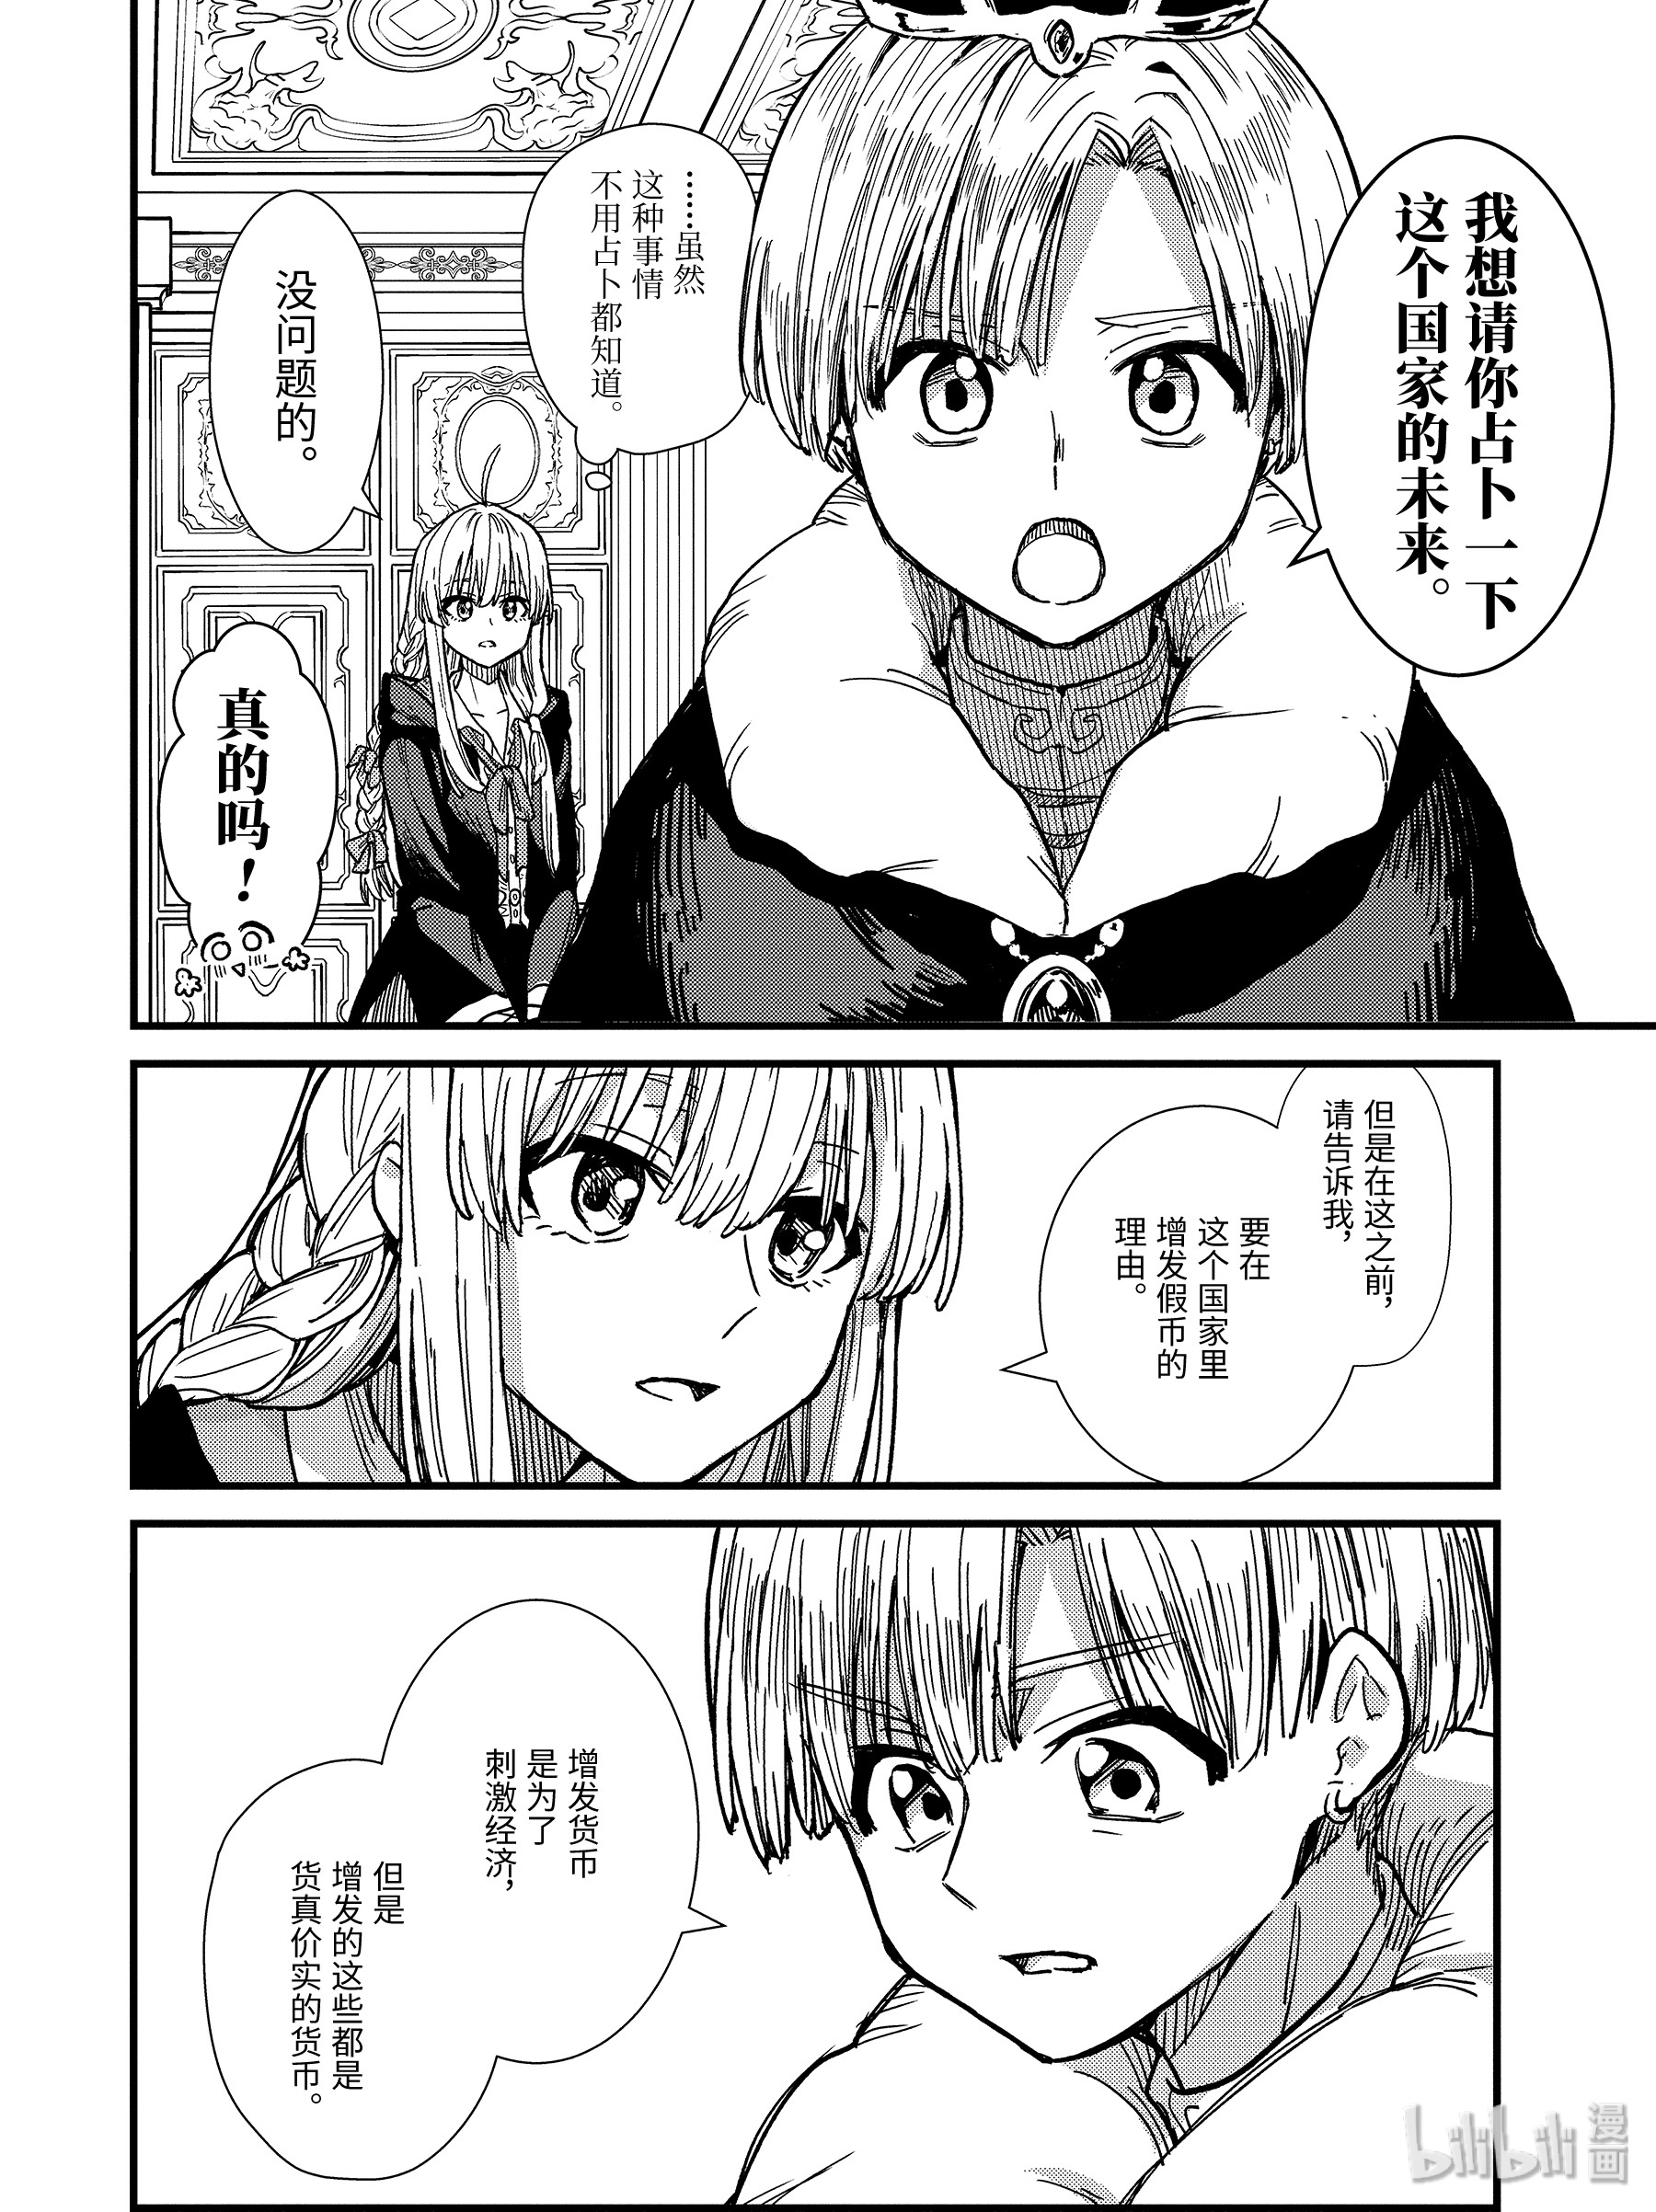 我想请你占卜一下
这个国家的未来。
……虽然
这种事情
不用占卜都知道。
没问题的。
真的吗！
但是在这之前，
请告诉我，
要在
这个国家里
增发假币的
理由。
增发货币
是为了
刺激经济，
但是
增发的这些都是
货真价实的货币。
bilibili
漫画